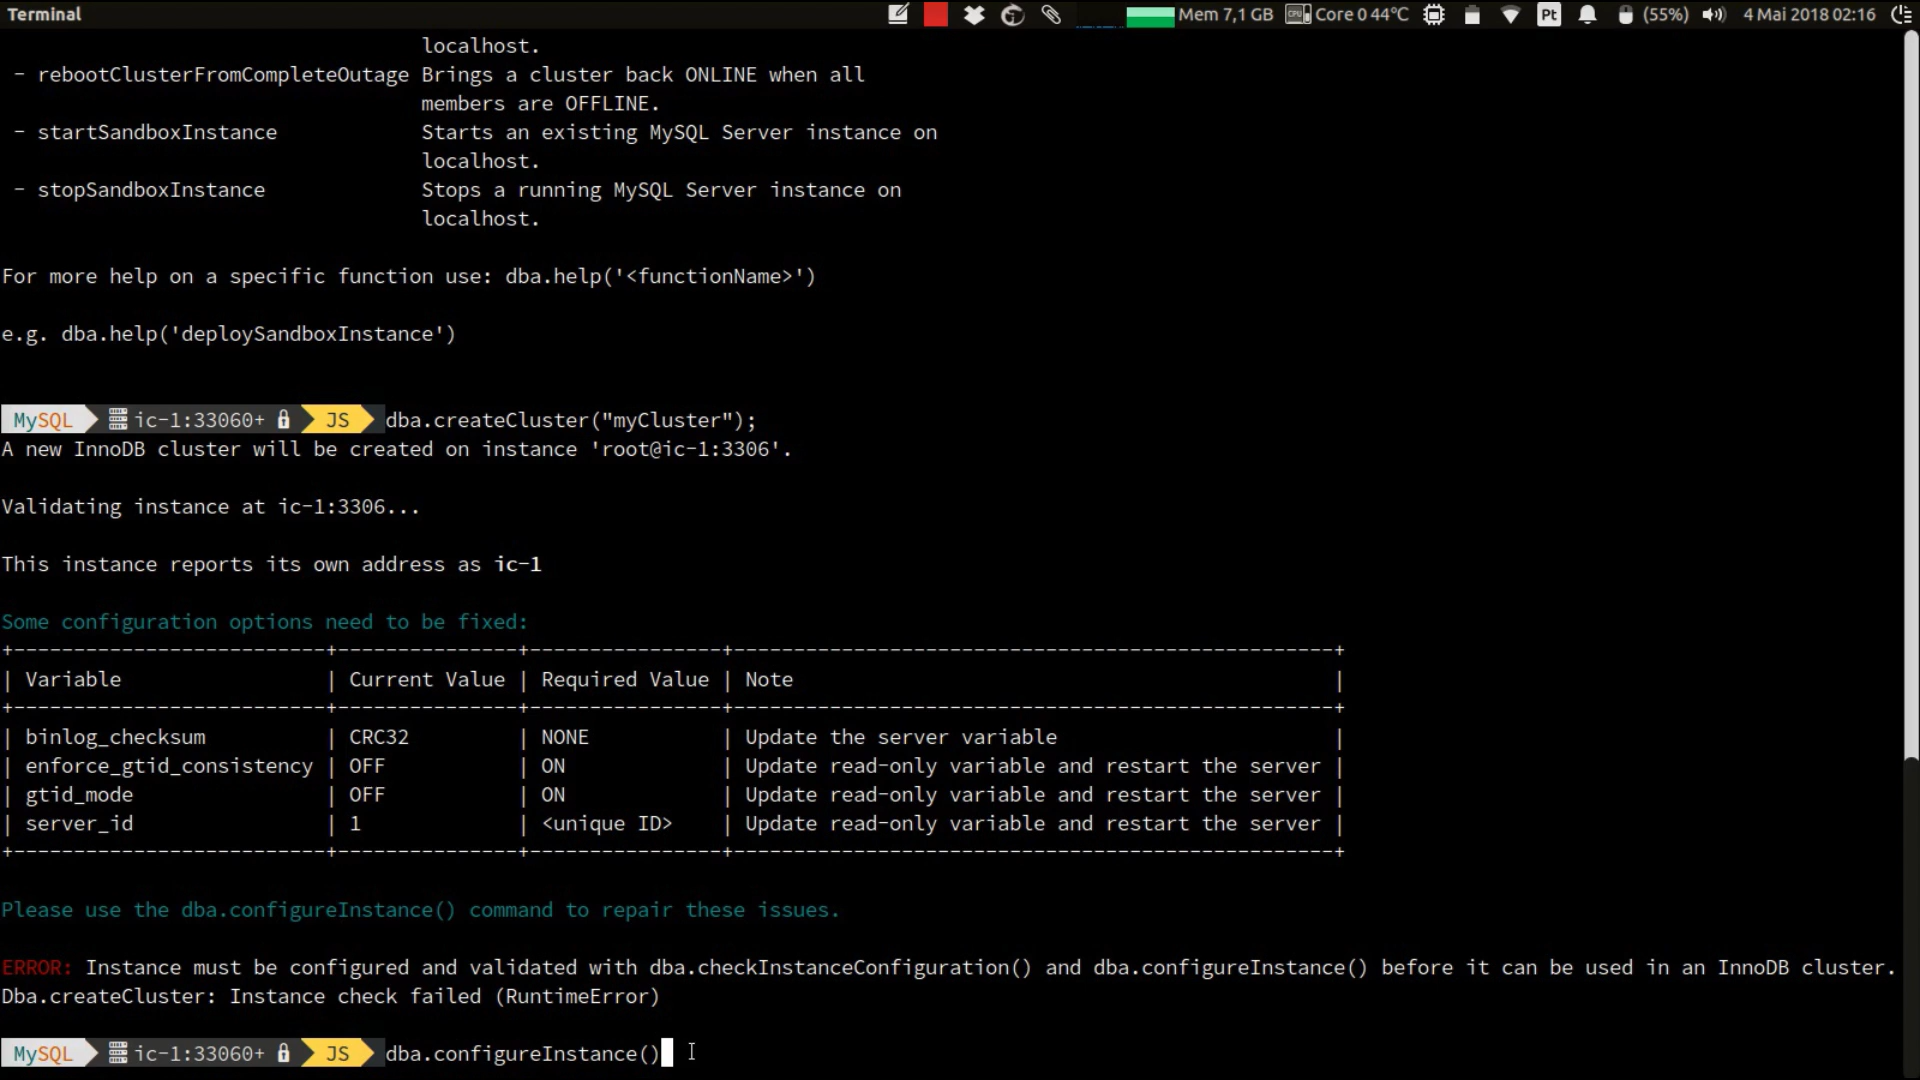 Terminal
Mem 7,1 GB Core 0 44°C Pt (55%) 4 Mai 2018 02:16
localhost.
- rebootClusterFromCompleteOutage Brings a cluster back ONLINE when all
members are OFFLINE.
- startSandboxInstance Starts an existing MySQL Server instance on
localhost.
- stopSandboxInstance Stops a running MySQL Server instance on
localhost.
For more help on a specific function use: dba.help('<functionName>')
e.g. dba.help('deploySandboxInstance')
MySQL ic-1:33060+ JS dba.createCluster("myCluster");
A new InnoDB cluster will be created on instance 'root@ic-1:3306'.
Validating instance at ic-1:3306...
This instance reports its own address as ic-1
Some configuration options need to be fixed:
+--------------------------+---------------+----------------+--------------------------------------------------+
| Variable | Current Value | Required Value | Note |
+--------------------------+---------------+----------------+--------------------------------------------------+
| binlog_checksum | CRC32 | NONE | Update the server variable |
| enforce_gtid_consistency | OFF | ON | Update read-only variable and restart the server |
| gtid_mode | OFF | ON | Update read-only variable and restart the server |
| server_id | 1 | <unique ID> | Update read-only variable and restart the server |
+--------------------------+---------------+----------------+--------------------------------------------------+
Please use the dba.configureInstance() command to repair these issues.
ERROR: Instance must be configured and validated with dba.checkInstanceConfiguration() and dba.configureInstance() before it can be used in an InnoDB cluster.
Dba.createCluster: Instance check failed (RuntimeError)
MySQL ic-1:33060+ JS dba.configureInstance()